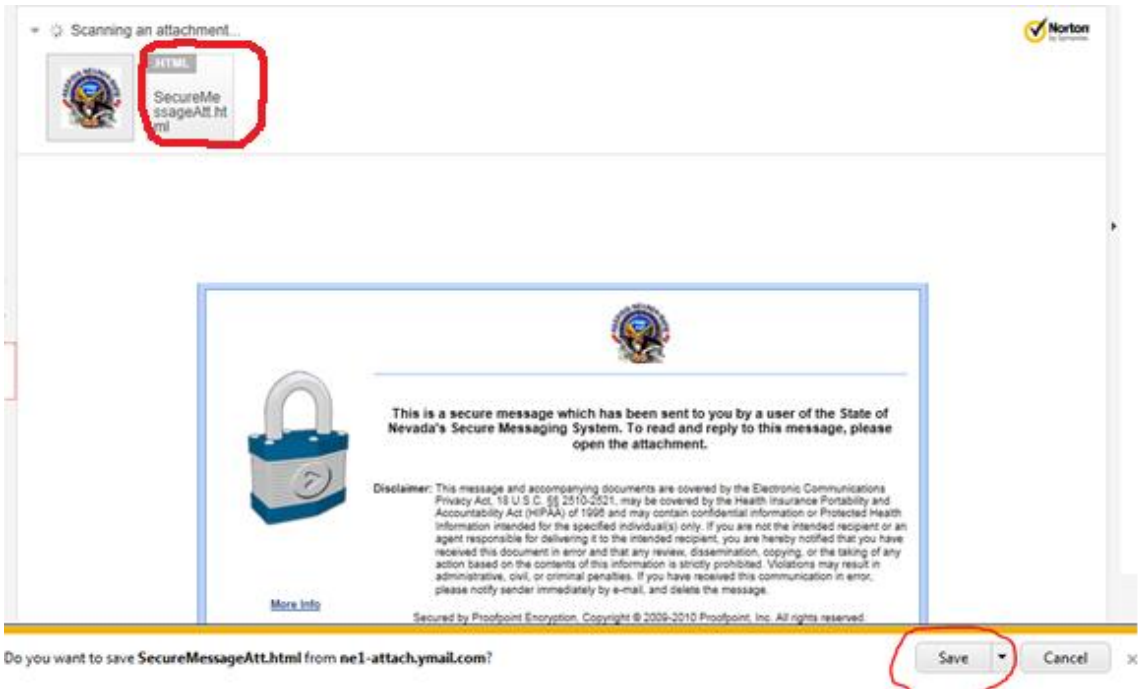 Scanning an attachment...
Norton
by Symantec
HTML
SecureMe
ssageAtt.ht
ml
This is a secure message which has been sent to you by a user of the State of
Nevada's Secure Messaging System. To read and reply to this message, please
open the attachment.
Disclaimer: This message and accompanying documents are covered by the Electronic Communications
Privacy Act, 18 U.S.C. §§ 2510-2521, may be covered by the Health Insurance Portability and
Accountability Act (HIPAA) of 1996 and may contain confidential information or Protected Health
Information intended for the specified individual(s) only. If you are not the intended recipient or an
agent responsible for delivering it to the intended recipient, you are hereby notified that you have
received this document in error and that any review, dissemination, copying, or the taking of any
action based on the contents of this information is strictly prohibited. Violations may result in
administrative, civil, or criminal penalties. If you have received this communication in error,
please notify sender immediately by e-mail, and delete the message.
More Info
Secured by Proofpoint Encryption, Copyright © 2009-2010 Proofpoint, Inc. All rights reserved.
Do you want to save SecureMessageAtt.html from ne1-attach.ymail.com?
Save
Cancel